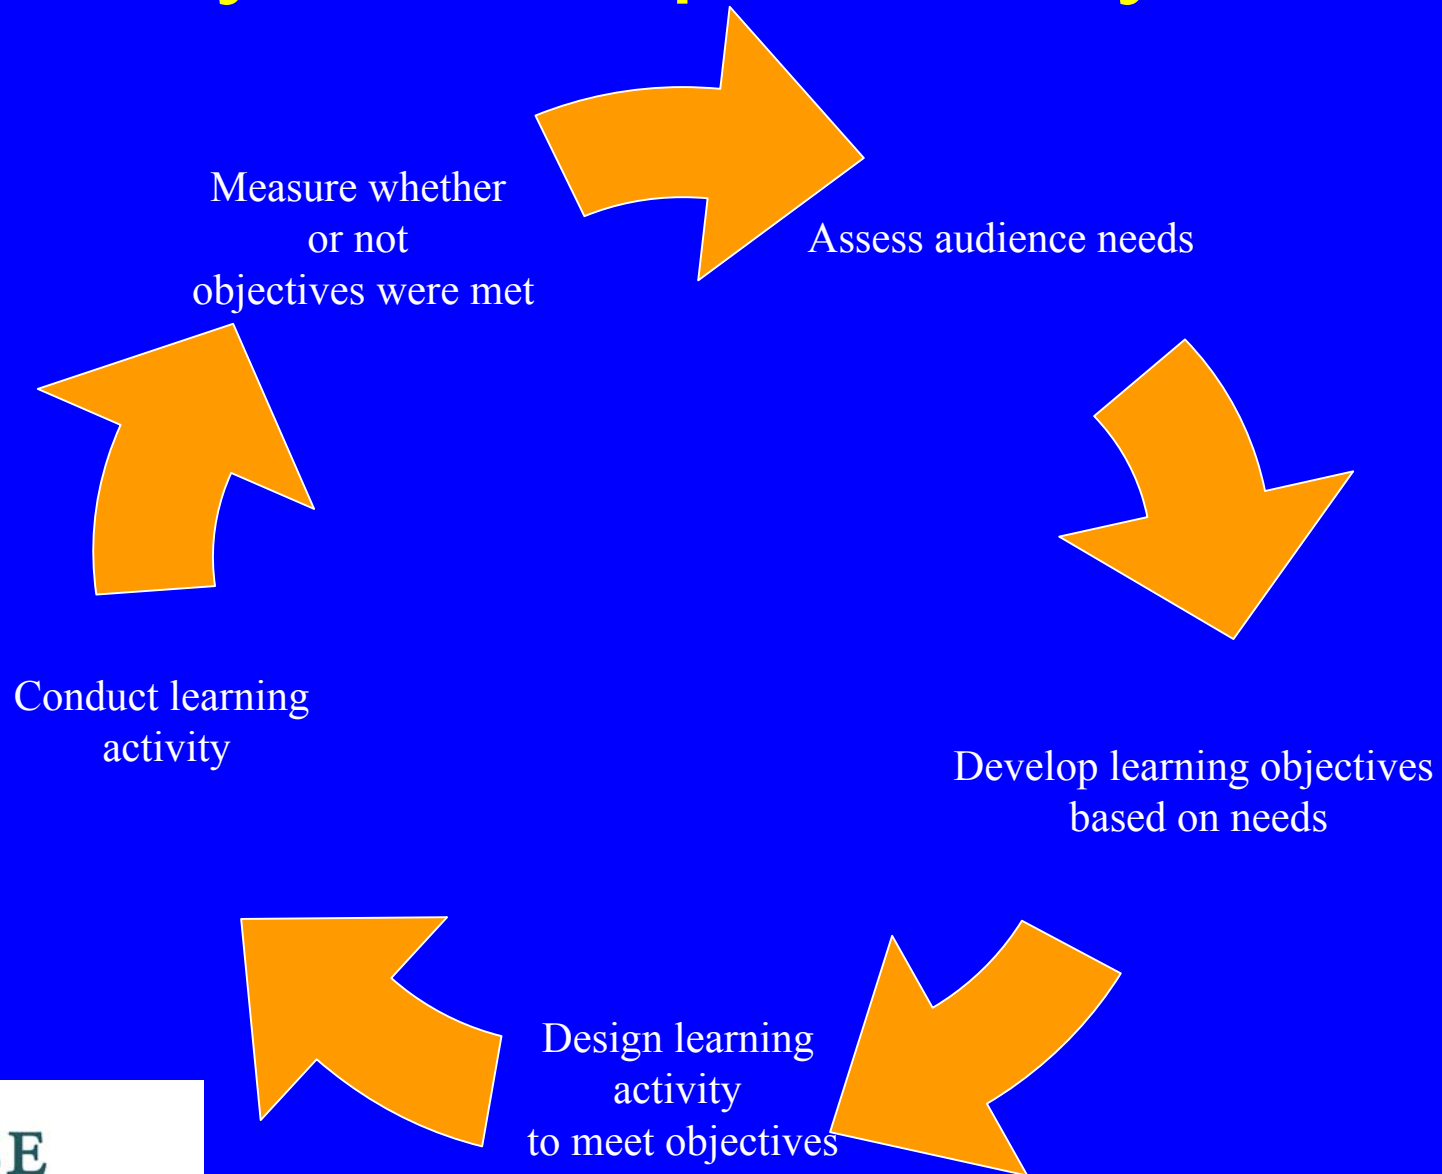 Measure whether
or not
objectives were met
Assess audience needs
Develop learning objectives
based on needs
Design learning
activity
to meet objectives
Conduct learning
activity
E